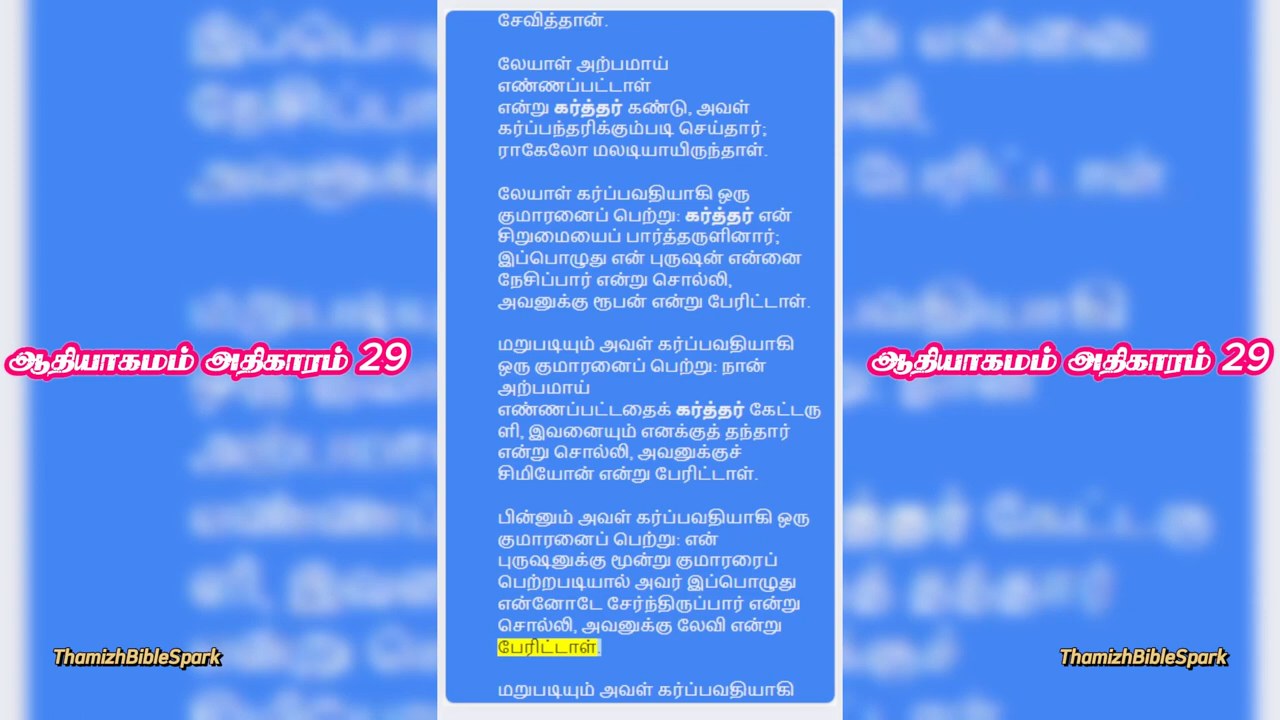 சேவித்தான்.
லேயாள் அற்பமாய்
எண்ணப்பட்டாள்
என்று கர்த்தர் கண்டு, அவள்
கர்ப்பந்தரிக்கும்படி செய்தார்;
ராகேலோ மலடியாயிருந்தாள்.
லேயாள் கர்ப்பவதியாகி ஒரு
குமாரனைப் பெற்று: கர்த்தர் என்
சிறுமையைப் பார்த்தருளினார்;
இப்பொழுது என் புருஷன் என்னை
நேசிப்பார் என்று சொல்லி,
அவனுக்கு ரூபன் என்று பேரிட்டாள்.
மறுபடியும் அவள் கர்ப்பவதியாகி
ஒரு குமாரனைப் பெற்று: நான்
அற்பமாய்
எண்ணப்பட்டதைக் கர்த்தர் கேட்டரு
ளி, இவனையும் எனக்குத் தந்தார்
என்று சொல்லி, அவனுக்குச்
சிமியோன் என்று பேரிட்டாள்.
பின்னும் அவள் கர்ப்பவதியாகி ஒரு
குமாரனைப் பெற்று: என்
புருஷனுக்கு மூன்று குமாரரைப்
பெற்றபடியால் அவர் இப்பொழுது
என்னோடே சேர்ந்திருப்பார் என்று
சொல்லி, அவனுக்கு லேவி என்று
பேரிட்டாள்.
மறுபடியும் அவள் கர்ப்பவதியாகி
ஆதியாகமம் அதிகாரம் 29
ஆதியாகமம் அதிகாரம் 29
ThamizhBibleSpark
ThamizhBibleSpark